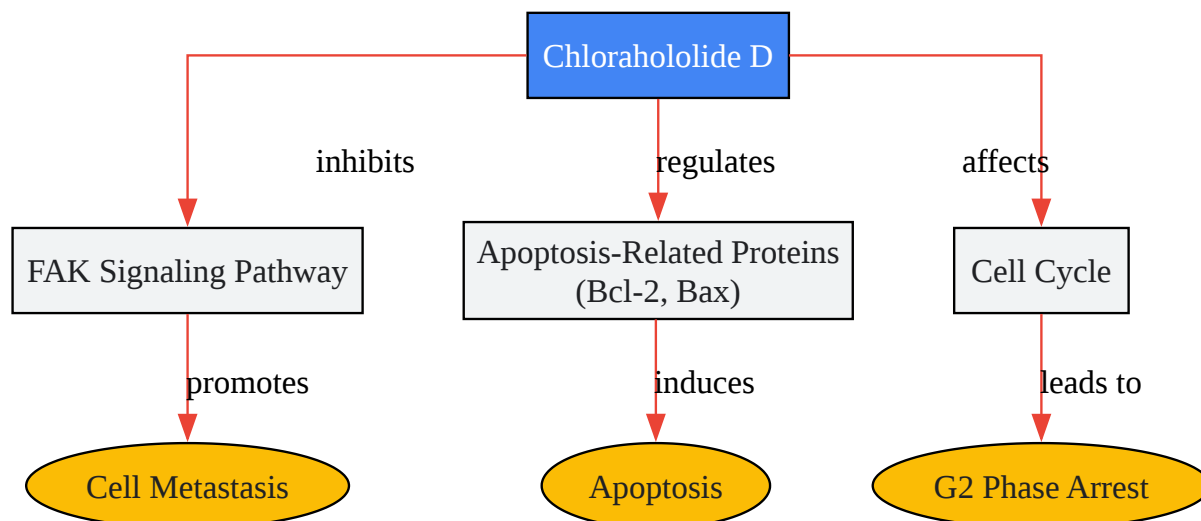 Chlorahololide D
inhibits
regulates
affects
FAK Signaling Pathway
Apoptosis-Related Proteins
(Bcl-2, Bax)
Cell Cycle
promotes
induces
leads to
Cell Metastasis
Apoptosis
G2 Phase Arrest